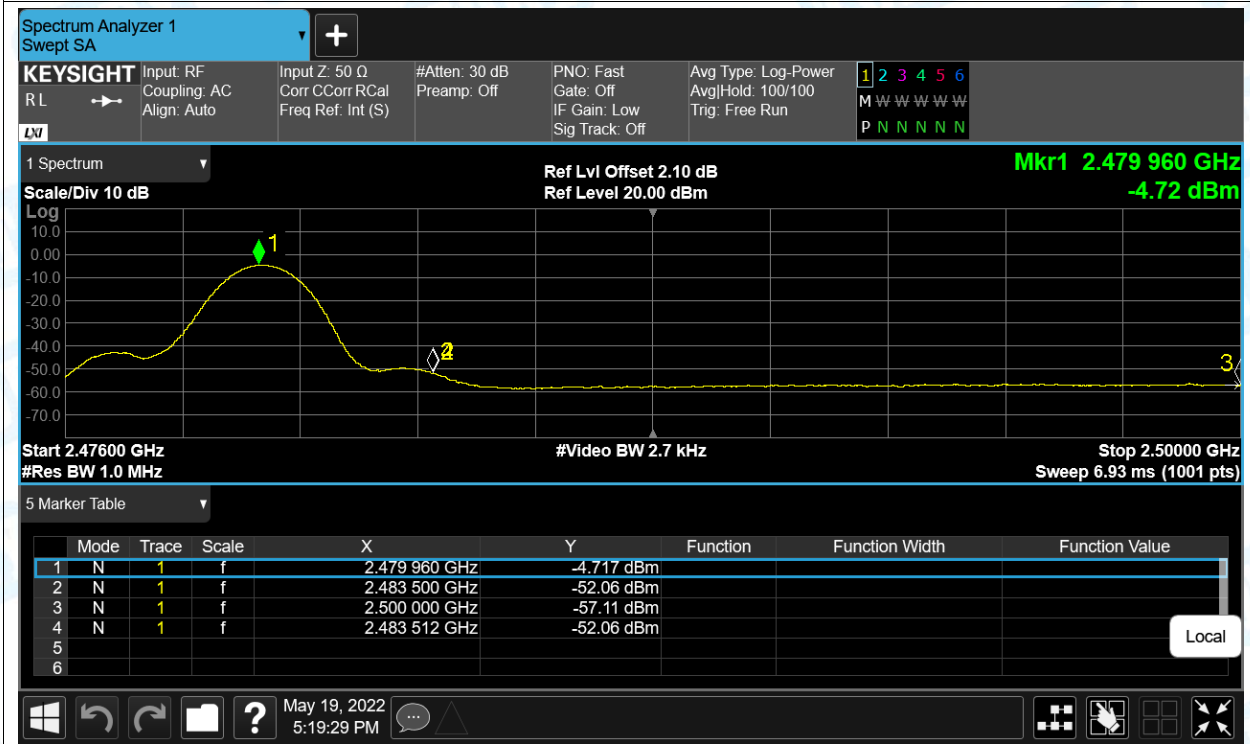 Spectrum Analyzer 1
Swept SA
+
KEYSIGHT Input: RF Input Z: 50 Ω #Atten: 30 dB PNO: Fast Avg Type: Log-Power 1 2 3 4 5 6
R L Coupling: AC Corr CCorr RCal Preamp: Off Gate: Off Avg|Hold: 100/100 M W W W W W
Align: Auto Freq Ref: Int (S) IF Gain: Low Trig: Free Run
LXI Sig Track: Off P N N N N N
1 Spectrum Ref Lvl Offset 2.10 dB Mkr1 2.479 960 GHz
Scale/Div 10 dB Ref Level 20.00 dBm -4.72 dBm
Log
10.0
0.00
-10.0
-20.0
-30.0
-40.0
-50.0
-60.0
-70.0
1
3
Start 2.47600 GHz #Video BW 2.7 kHz Stop 2.50000 GHz
#Res BW 1.0 MHz Sweep 6.93 ms (1001 pts)
5 Marker Table
Mode Trace Scale X Y Function Function Width Function Value
1 N 1 f 2.479 960 GHz -4.717 dBm
2 N 1 f 2.483 500 GHz -52.06 dBm
3 N 1 f 2.500 000 GHz -57.11 dBm
4 N 1 f 2.483 512 GHz -52.06 dBm
5
6
Local
? May 19, 2022
5:19:29 PM